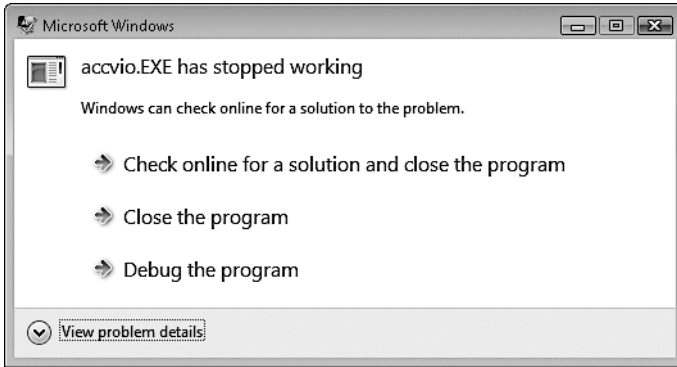 Microsoft Windows
accvio.EXE has stopped working
Windows can check online for a solution to the problem.
Check online for a solution and close the program
Close the program
Debug the program
View problem details